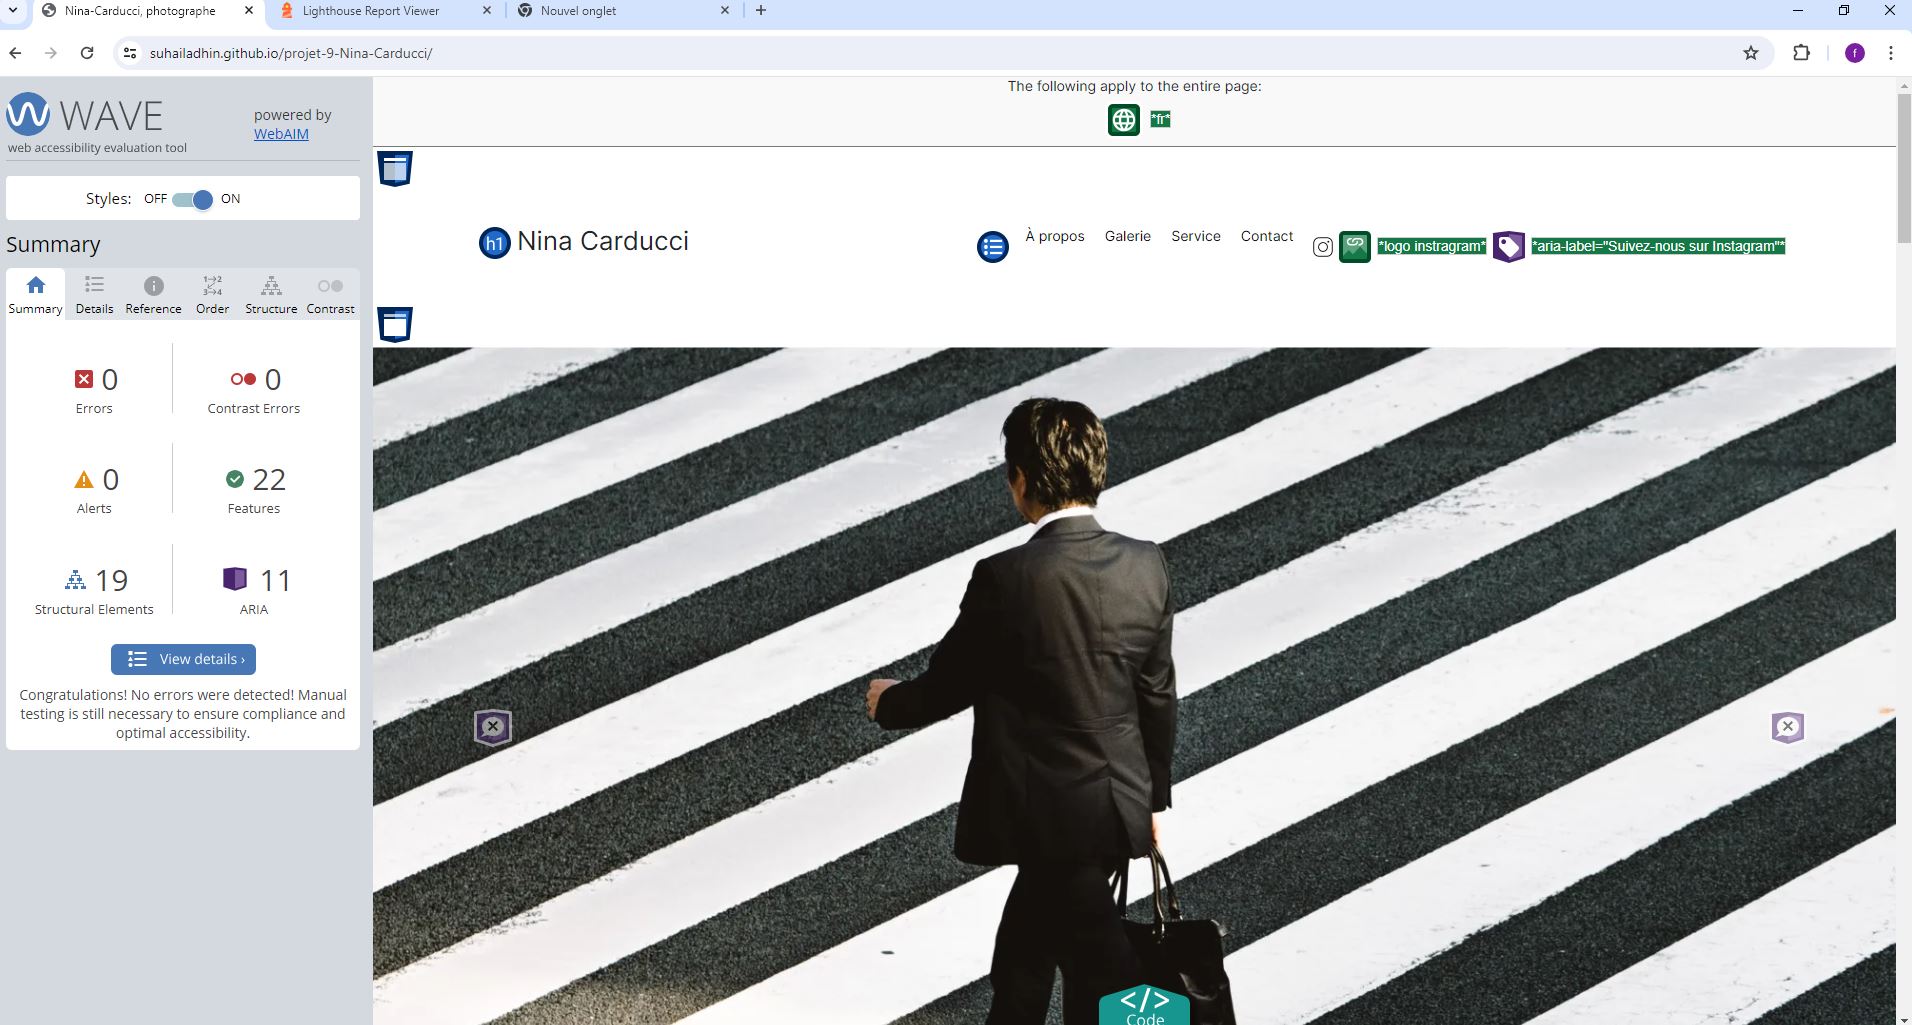 Nina-Carducci, photographe
Lighthouse Report Viewer
Nouvel onglet
suhailadhin.github.io/projet-9-Nina-Carducci/
f
WAVE
web accessibility evaluation tool
powered by
WebAIM
Styles: OFF ON
Summary
Summary Details Reference Order Structure Contrast
0 Errors
0 Contrast Errors
0 Alerts
22 Features
19 Structural Elements
11 ARIA
View details ›
Congratulations! No errors were detected! Manual
testing is still necessary to ensure compliance and
optimal accessibility.
The following apply to the entire page:
*fr*
h1 Nina Carducci
À propos Galerie Service Contact *logo instragram* *aria-label="Suivez-nous sur Instagram"*
</>
Code